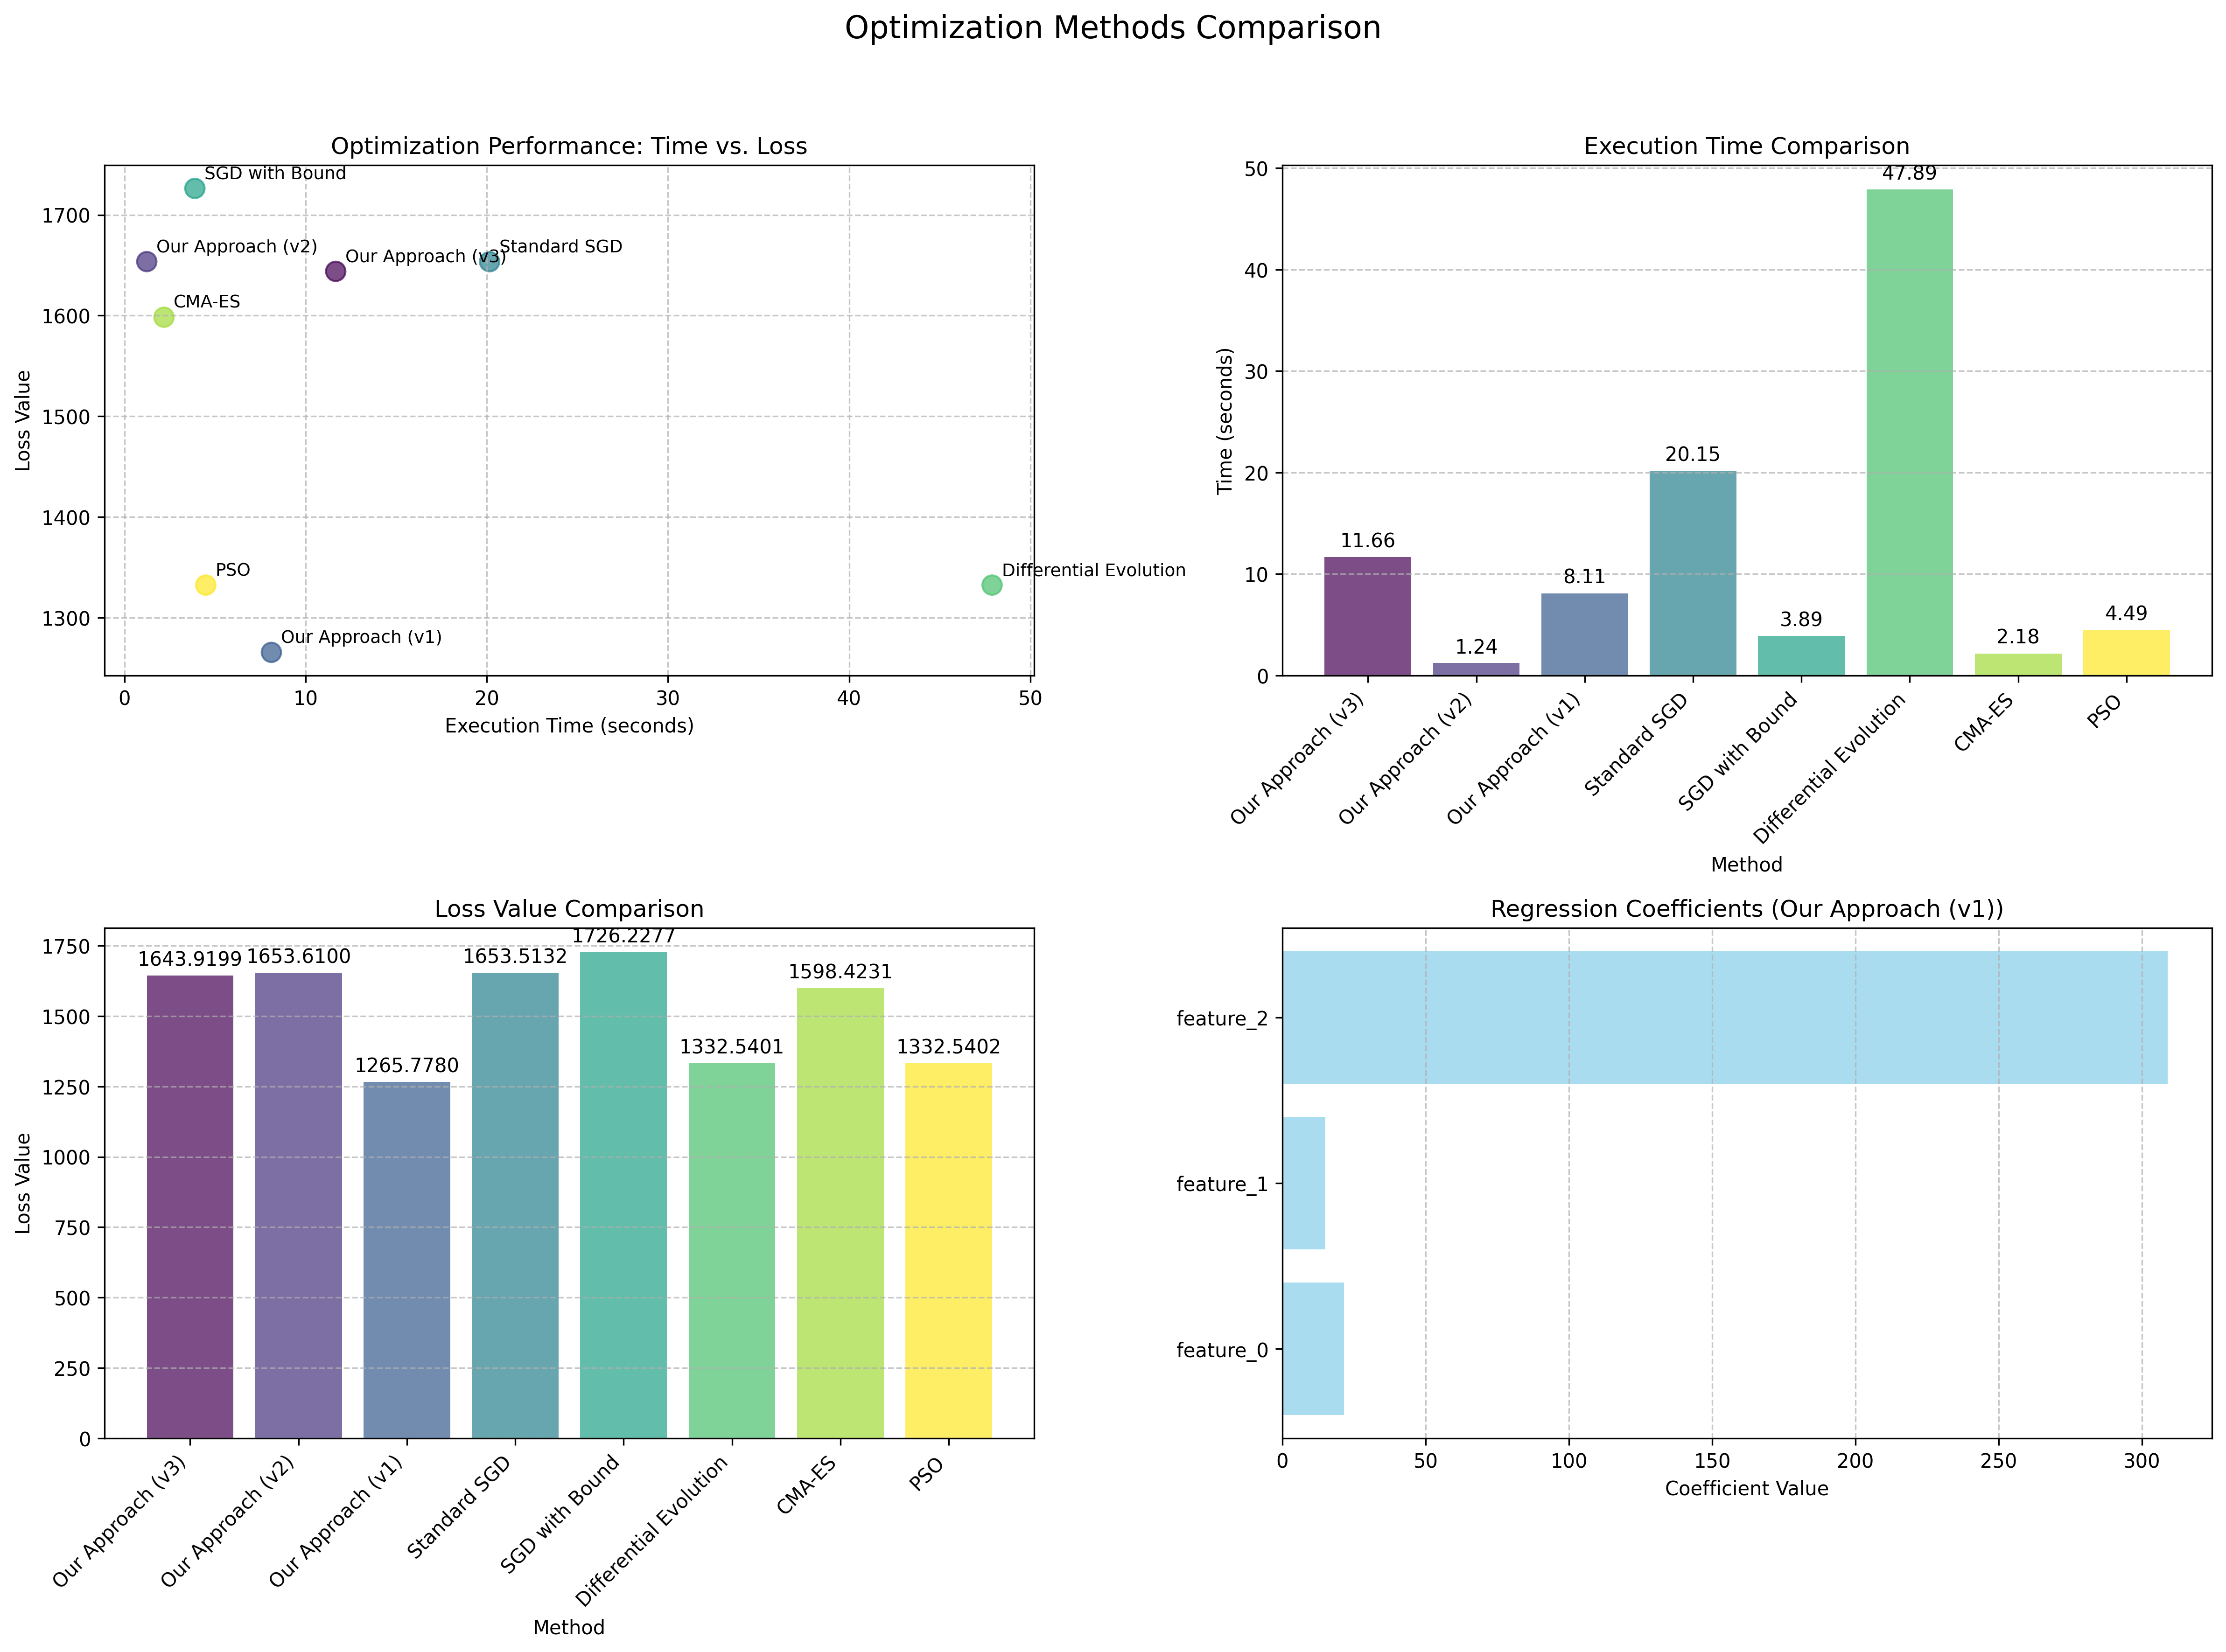 Optimization Methods Comparison
Optimization Performance: Time vs. Loss
Loss Value
1700
1600
1500
1400
1300
SGD with Bound
Our Approach (v2)
Our Approach (v3)
Standard SGD
CMA-ES
PSO
Differential Evolution
Our Approach (v1)
0 10 20 30 40 50
Execution Time (seconds)
Execution Time Comparison
Time (seconds)
50
40
30
20
10
0
11.66
1.24
8.11
20.15
3.89
47.89
2.18
4.49
Our Approach (v3)
Our Approach (v2)
Our Approach (v1)
Standard SGD
SGD with Bound
Differential Evolution
CMA-ES
PSO
Method
Loss Value Comparison
Loss Value
1750
1500
1250
1000
750
500
250
0
1643.9199
1653.6100
1265.7780
1653.5132
1726.2277
1332.5401
1598.4231
1332.5402
Our Approach (v3)
Our Approach (v2)
Our Approach (v1)
Standard SGD
SGD with Bound
Differential Evolution
CMA-ES
PSO
Method
Regression Coefficients (Our Approach (v1))
feature_2
feature_1
feature_0
0 50 100 150 200 250 300
Coefficient Value